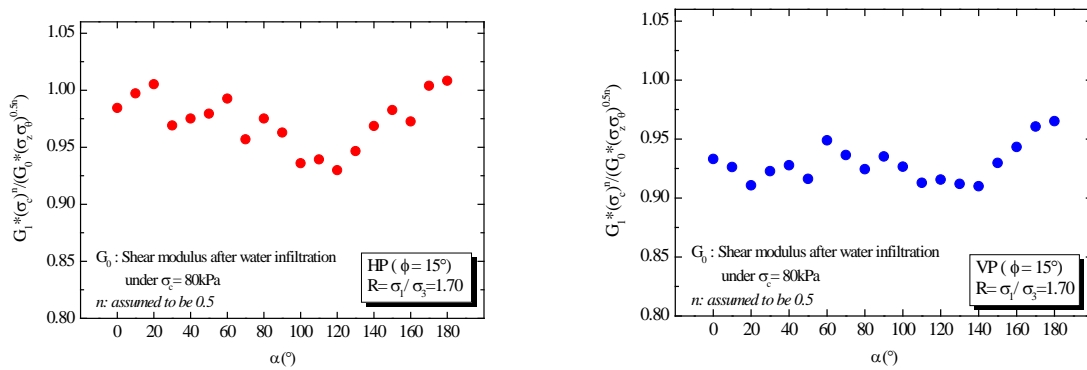 G₁*(σc)ⁿ/(G₀*(σzσθ)^0.5n)
1.05
1.00
0.95
0.90
0.85
0.80
G₀ : Shear modulus after water infiltration
under σc= 80kPa
n: assumed to be 0.5
HP ( ϕ = 15°)
R= σ₁/ σ₃=1.70
0 20 40 60 80 100 120 140 160 180
α(°)
G₁*(σc)ⁿ/(G₀*(σzσθ)^0.5n)
1.05
1.00
0.95
0.90
0.85
0.80
G₀ : Shear modulus after water infiltration
under σc= 80kPa
n: assumed to be 0.5
VP ( ϕ = 15°)
R= σ₁/ σ₃=1.70
0 20 40 60 80 100 120 140 160 180
α(°)